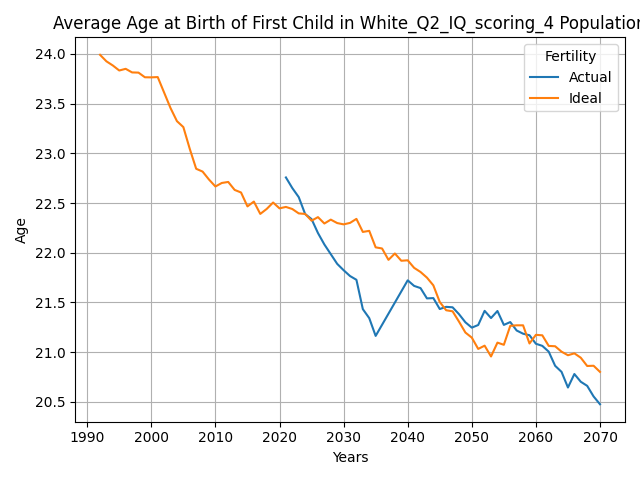 Average Age at Birth of First Child in White_Q2_IQ_scoring_4 Population
Fertility
Actual
Ideal
24.0
23.5
23.0
22.5
22.0
21.5
21.0
20.5
Age
1990
2000
2010
2020
2030
2040
2050
2060
2070
Years